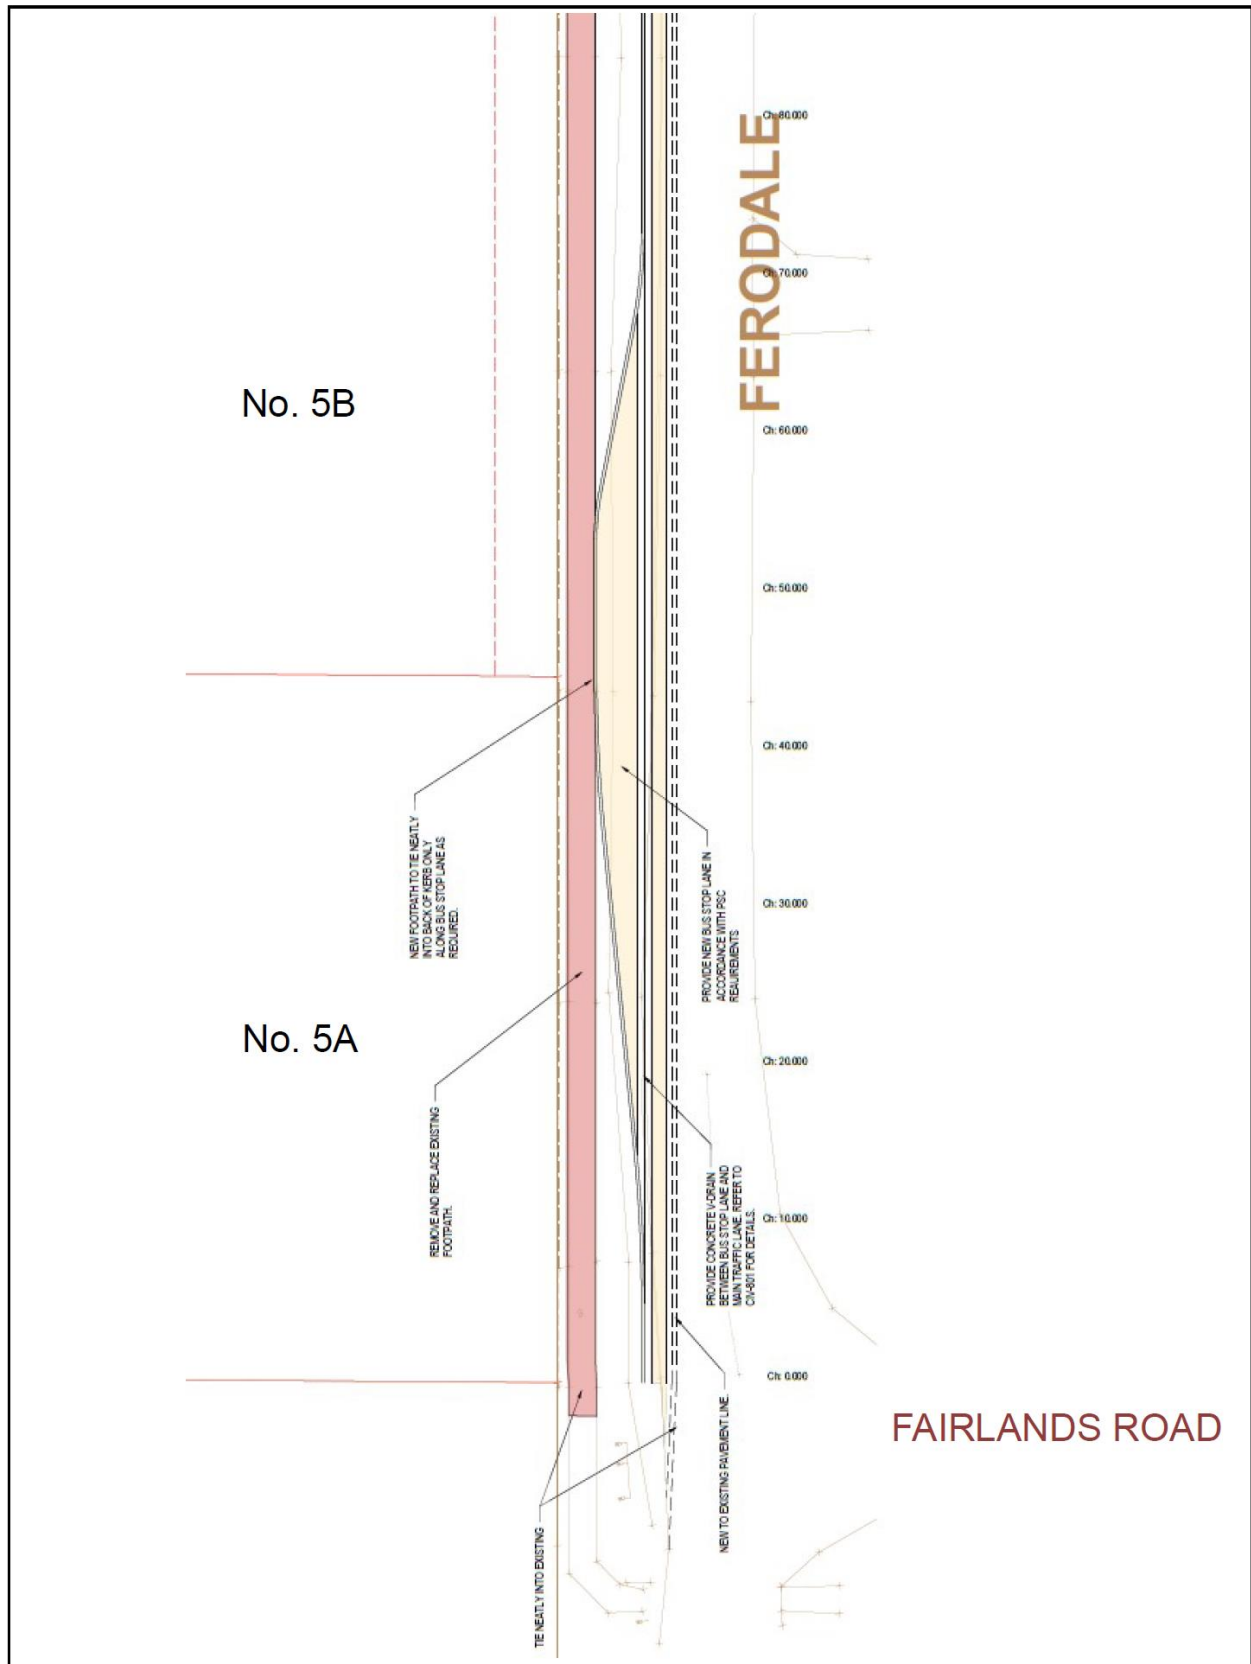 FERODALE
Ch: 80.000
Ch: 70.000
Ch: 60.000
Ch: 50.000
Ch: 40.000
Ch: 30.000
Ch: 20.000
Ch: 10.000
Ch: 0.000
No. 5B
No. 5A
NEW FOOTPATH TO TIE NEATLY
INTO BACK OF KERB ONLY
ALONG BUS STOP LANE AS
REQUIRED.
REMOVE AND REPLACE EXISTING
FOOTPATH.
PROVIDE NEW BUS STOP LANE IN
ACCORDANCE WITH PSC
REAUIREMENTS
PROVIDE CONCRETE V-DRAIN
BETWEEN BUS STOP LANE AND
MAIN TRAFFIC LANE. REFER TO
CIV-801 FOR DETAILS.
NEW TO EXISTING PAVEMENT LINE.
TIE NEATLY INTO EXISTING
FAIRLANDS ROAD